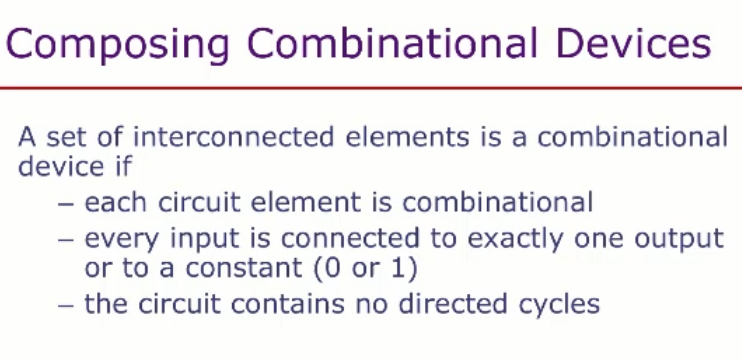 Composing Combinational Devices
A set of interconnected elements is a combinational
device if
– each circuit element is combinational
– every input is connected to exactly one output
or to a constant (0 or 1)
– the circuit contains no directed cycles